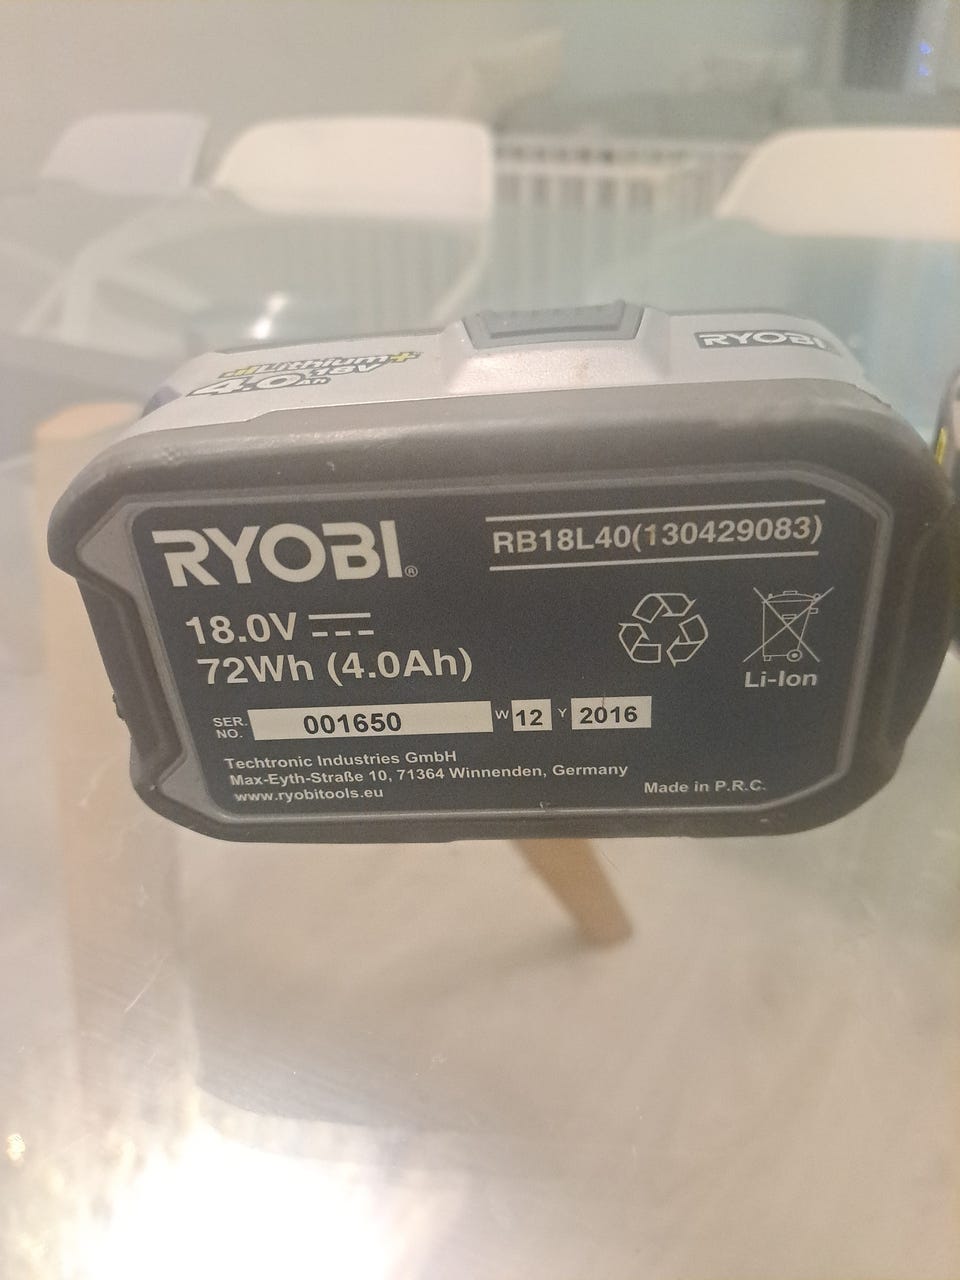 Lithium+
4.0Ah 18V
RYOBI
RYOBI®
RB18L40(130429083)
18.0V
72Wh (4.0Ah)
Li-Ion
SER. NO. 001650 W 12 Y 2016
Techtronic Industries GmbH
Max-Eyth-Straße 10, 71364 Winnenden, Germany
www.ryobitools.eu
Made in P.R.C.